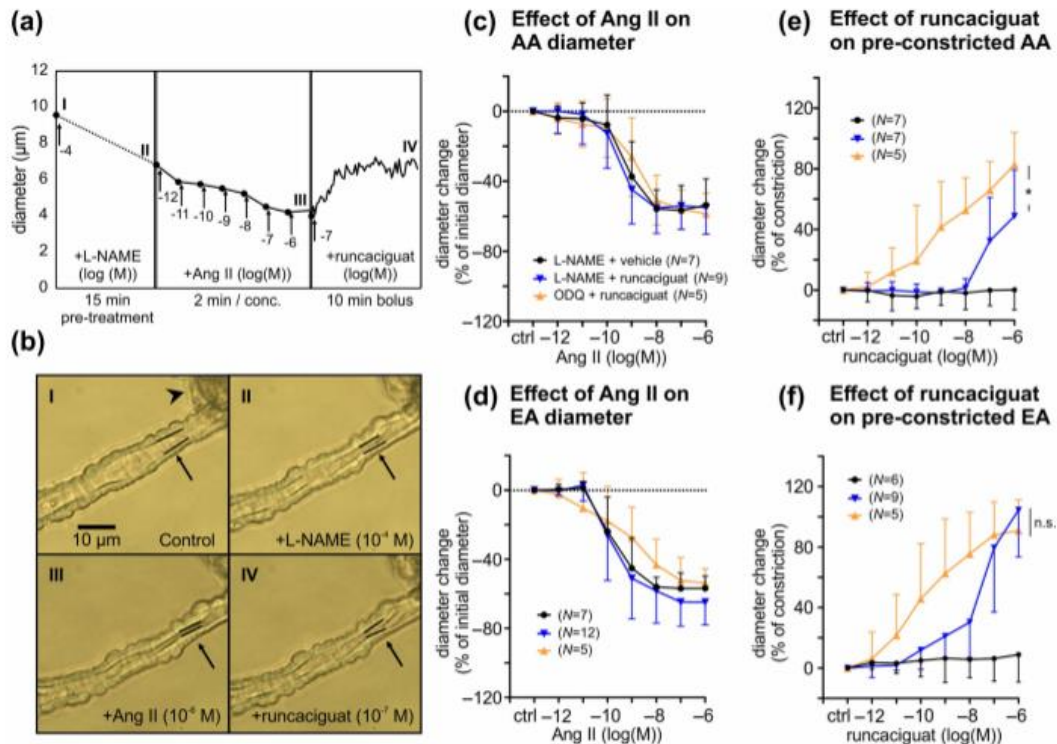 (a)
12
10
8
6
4
2
0
diameter (µm)
I
-4
II
-12
-11
-10
-9
-8
-7
-6
III
-7
IV
+L-NAME
(log (M))
+Ang II (log(M))
+runcaciguat
(log(M))
15 min
pre-treatment
2 min / conc.
10 min bolus
(b)
I
10 µm
Control
II
+L-NAME (10⁻⁴ M)
III
+Ang II (10⁻⁶ M)
IV
+runcaciguat (10⁻⁷ M)
(c) Effect of Ang II on
AA diameter
diameter change
(% of initial diameter)
0
−40
−80
−120
L-NAME + vehicle (N=7)
L-NAME + runcaciguat (N=9)
ODQ + runcaciguat (N=5)
ctrl −12 −10 −8 −6
Ang II (log(M))
(d) Effect of Ang II on
EA diameter
diameter change
(% of initial diameter)
0
−40
−80
−120
(N=7)
(N=12)
(N=5)
ctrl −12 −10 −8 −6
Ang II (log(M))
(e) Effect of runcaciguat
on pre-constricted AA
diameter change
(% of constriction)
120
80
40
0
(N=7)
(N=7)
(N=5)
*
ctrl −12 −10 −8 −6
runcaciguat (log(M))
(f) Effect of runcaciguat
on pre-constricted EA
diameter change
(% of constriction)
120
80
40
0
(N=6)
(N=9)
(N=5)
n.s.
ctrl −12 −10 −8 −6
runcaciguat (log(M))